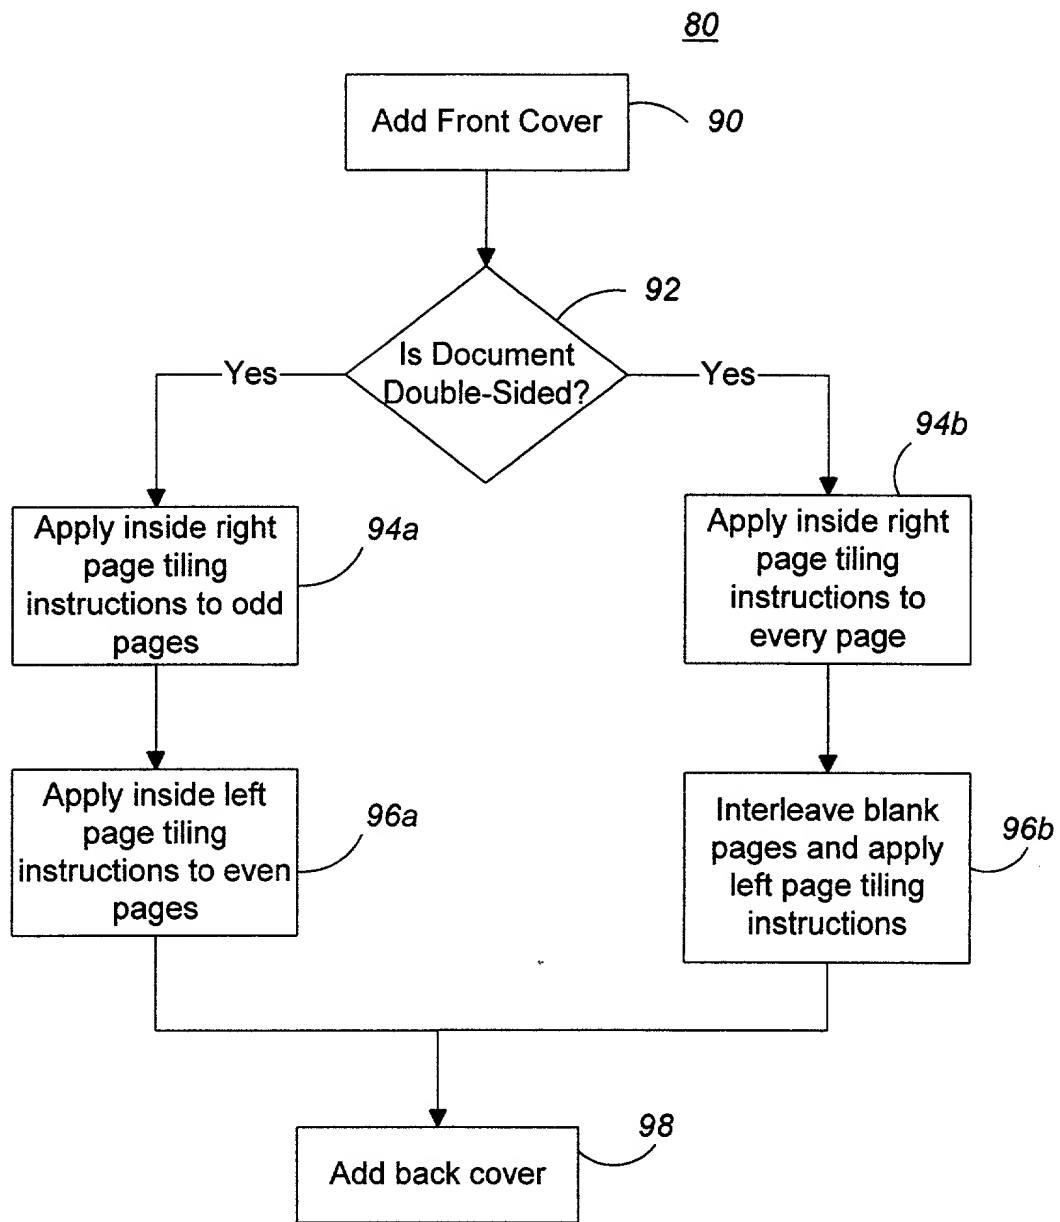 80
Add Front Cover
90
92
Is Document
Double-Sided?
Yes
Yes
94b
Apply inside right
page tiling
instructions to odd
pages
94a
Apply inside right
page tiling
instructions to
every page
Apply inside left
page tiling
instructions to even
pages
96a
Interleave blank
pages and apply
left page tiling
instructions
96b
98
Add back cover